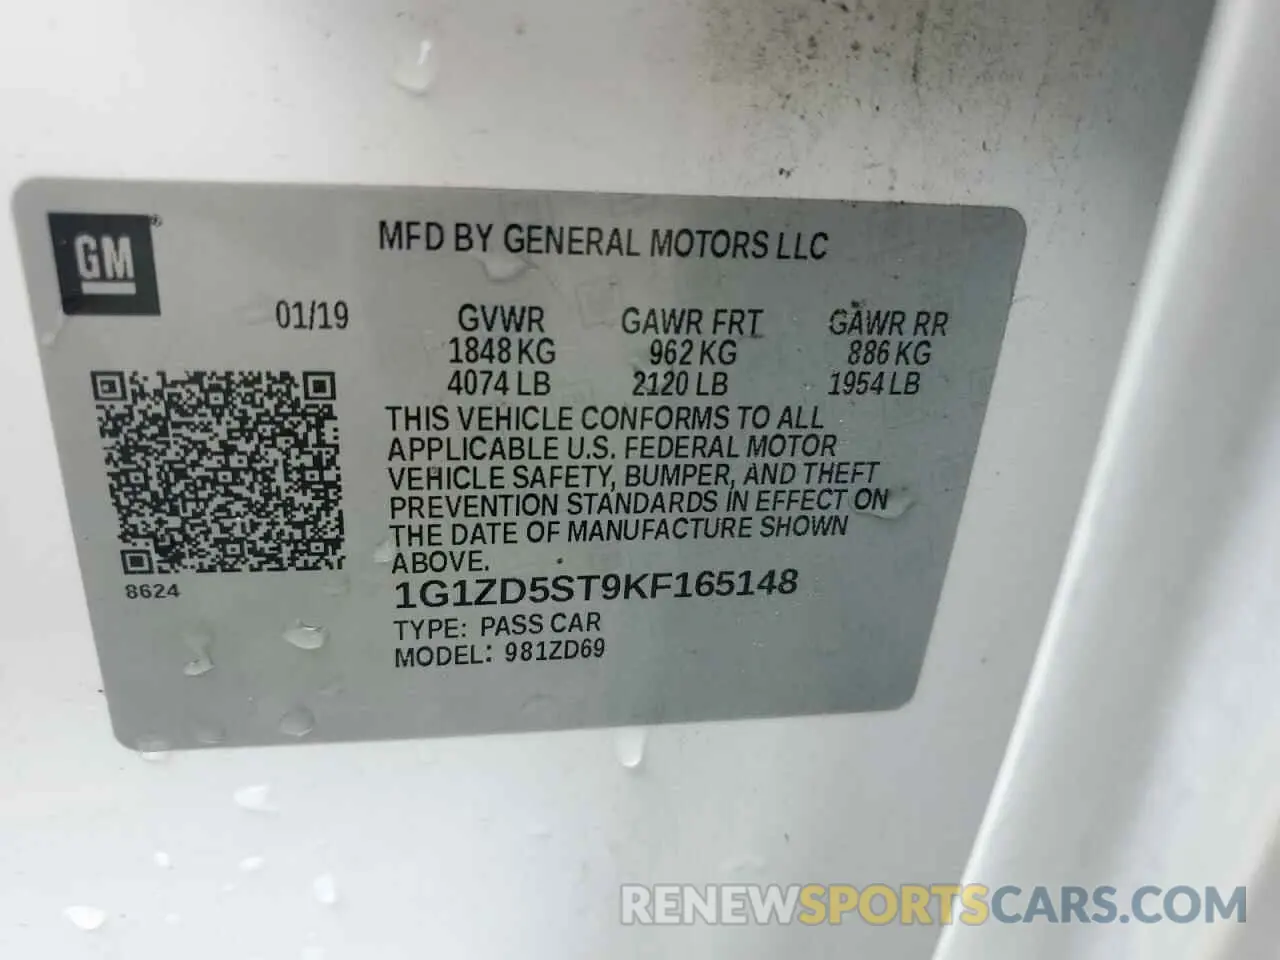 GM®
MFD BY GENERAL MOTORS LLC
01/19 GVWR GAWR FRT GAWR RR
1848 KG 962 KG 886 KG
4074 LB 2120 LB 1954 LB
THIS VEHICLE CONFORMS TO ALL
APPLICABLE U.S. FEDERAL MOTOR
VEHICLE SAFETY, BUMPER, AND THEFT
PREVENTION STANDARDS IN EFFECT ON
THE DATE OF MANUFACTURE SHOWN
ABOVE.
8624
1G1ZD5ST9KF165148
TYPE: PASS CAR
MODEL: 981ZD69
RENEWSPORTSCARS.COM